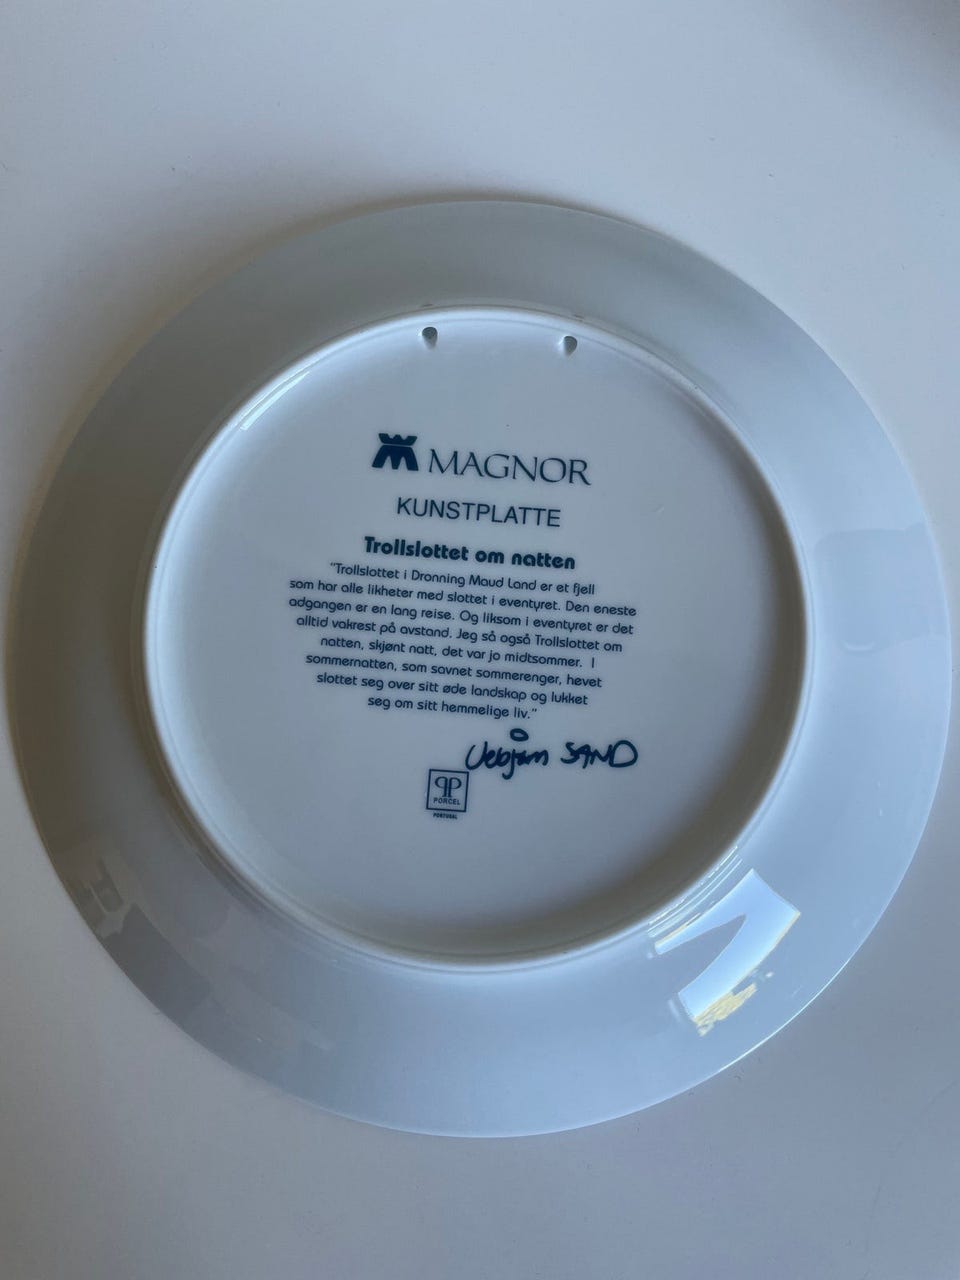 MAGNOR
KUNSTPLATTE
Trollslottet om natten
"Trollslottet i Dronning Maud Land er et fjell
som har alle likheter med slottet i eventyret. Den eneste
adgangen er en lang reise. Og liksom i eventyret er det
alltid vakrest på avstand. Jeg så også Trollslottet om
natten, skjønt natt, det var jo midtsommer. I
sommernatten, som savnet sommerenger, hevet
slottet seg over sitt øde landskap og lukket
seg om sitt hemmelige liv."
Vebjørn SAND
PP
PORCEL
PORTUGAL